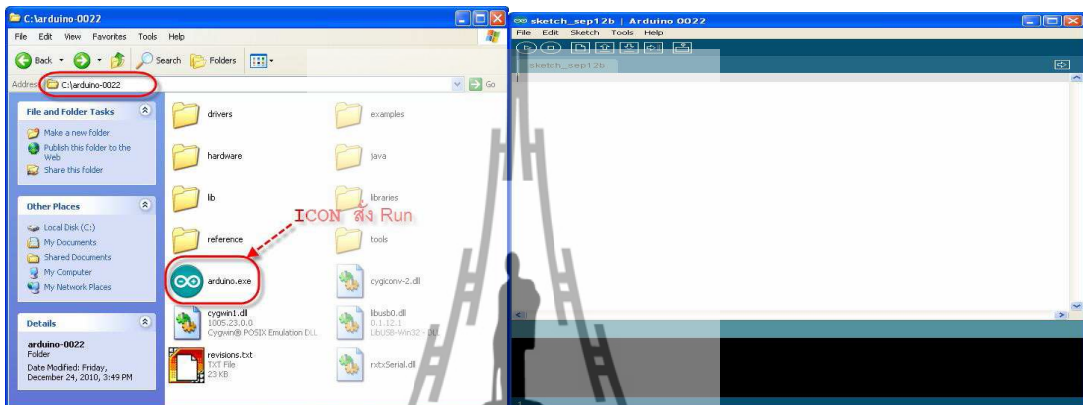 C:\arduino-0022
File Edit View Favorites Tools Help
Back Search Folders
Address C:\arduino-0022 Go
File and Folder Tasks
Make a new folder
Publish this folder to the
Web
Share this folder
Other Places
Local Disk (C:)
My Documents
Shared Documents
My Computer
My Network Places
Details
arduino-0022
Folder
Date Modified: Friday,
December 24, 2010, 3:49 PM
drivers
examples
hardware
java
lib
libraries
ICON สั่ง Run
reference
tools
arduino.exe
cygiconv-2.dll
cygwin1.dll
1005.23.0.0
Cygwin® POSIX Emulation DLL
libusb0.dll
0.1.12.1
LibUSB-Win32 - DLL
revisions.txt
TXT File
23 KB
rxtxSerial.dll
sketch_sep12b | Arduino 0022
File Edit Sketch Tools Help
sketch_sep12b
1